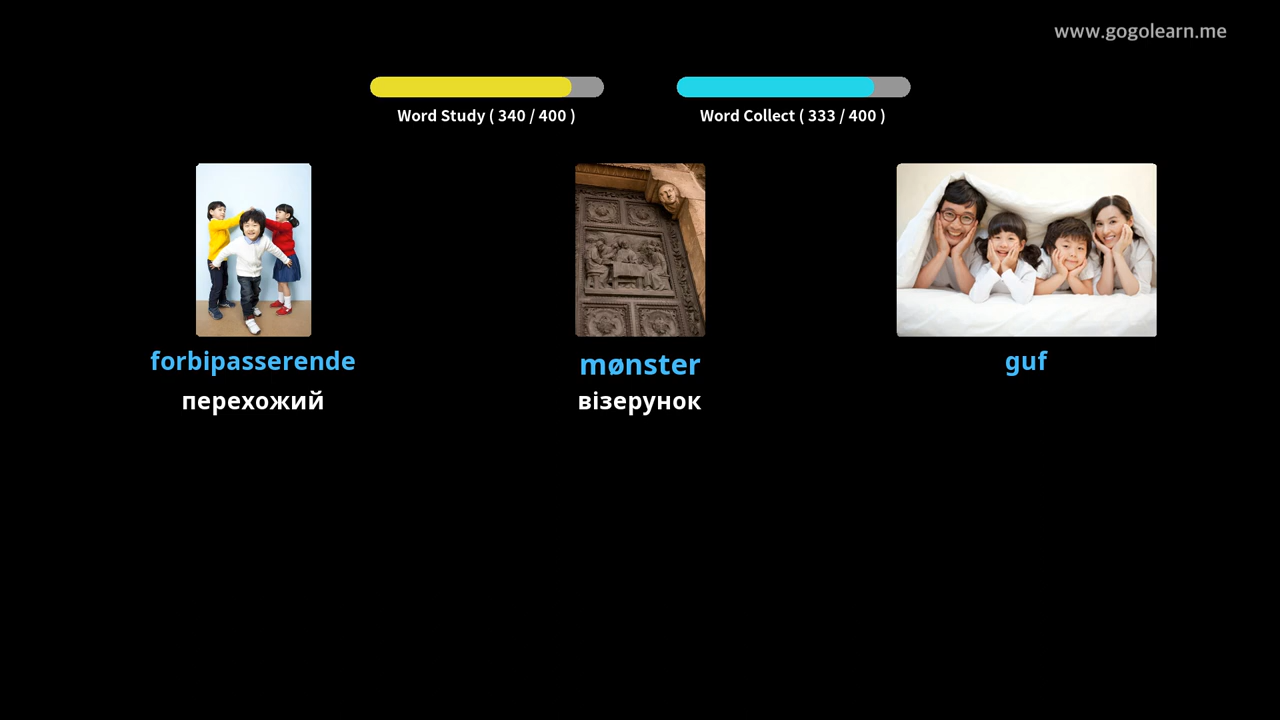 www.gogolearn.me
Word Study ( 340 / 400 )
Word Collect ( 333 / 400 )
forbipasserende
mønster
guf
перехожий
візерунок